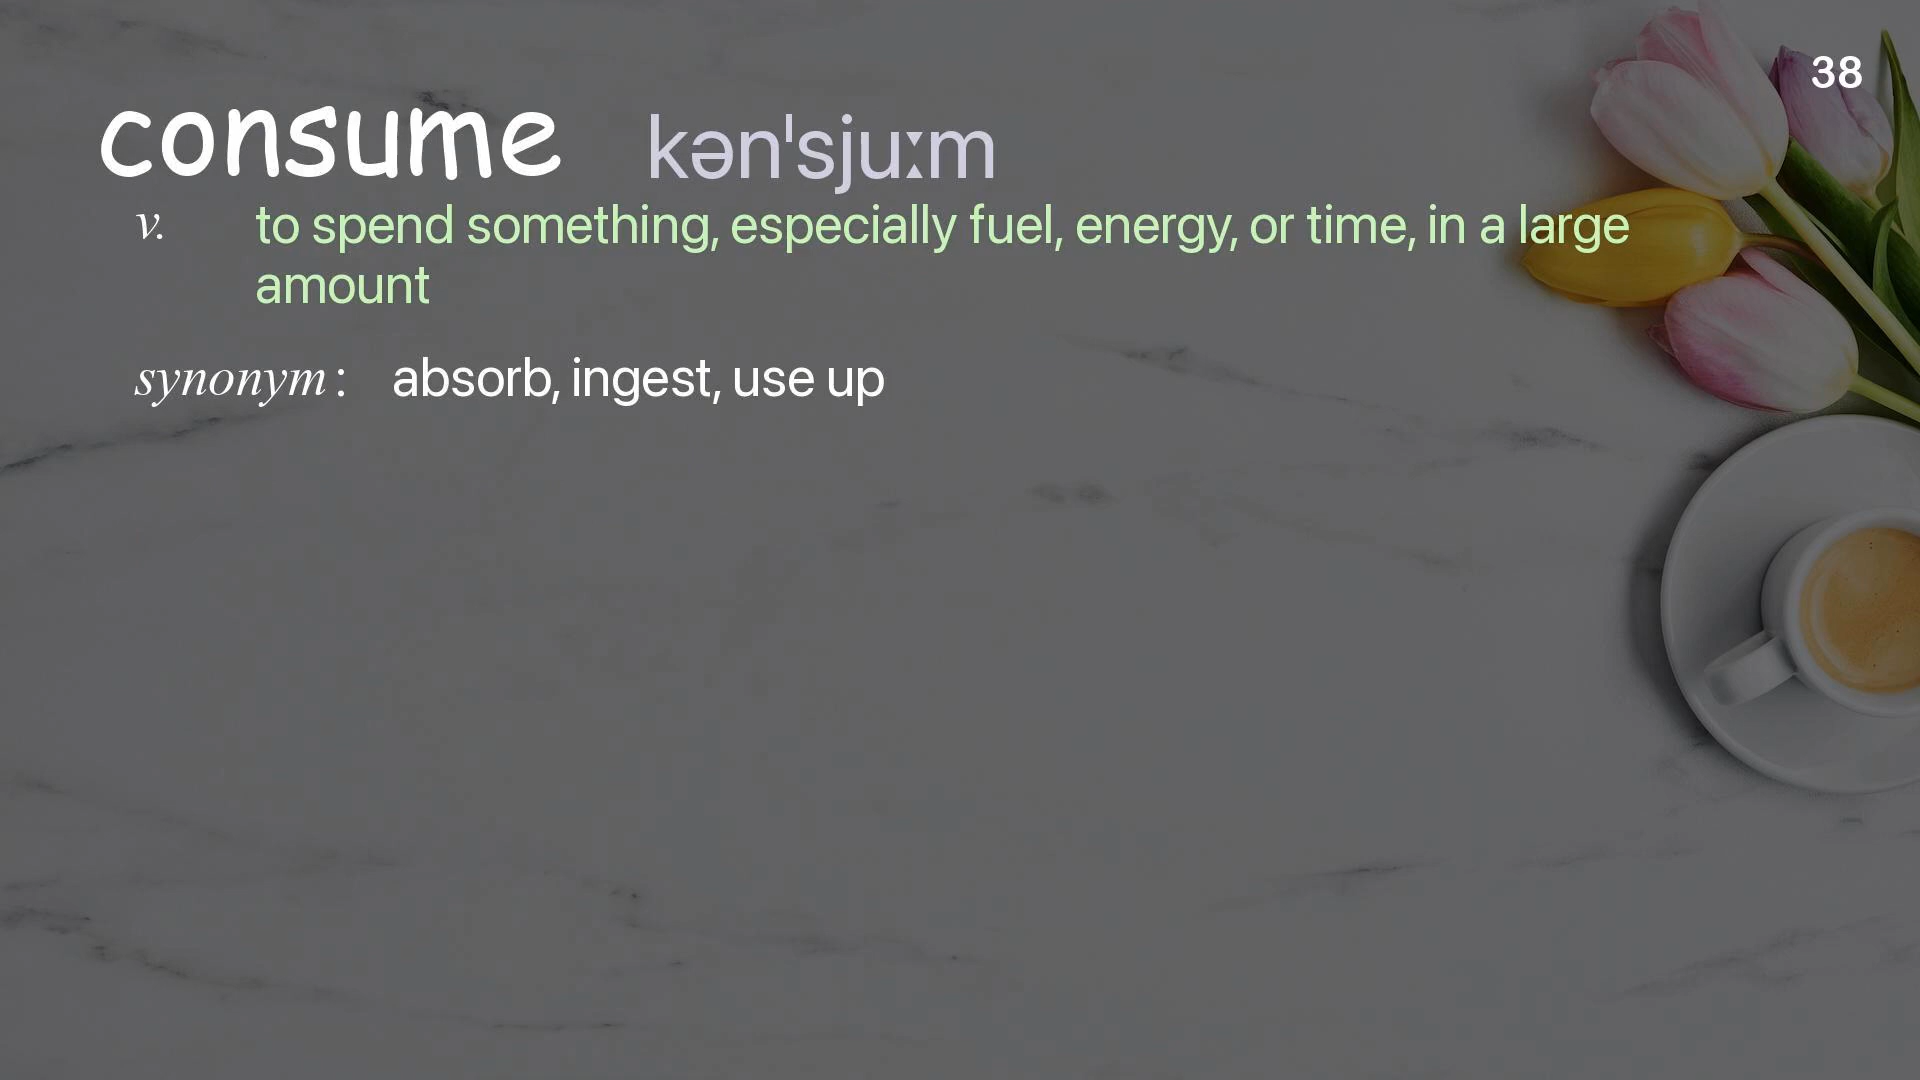 38
consume kən'sjuːm
v. to spend something, especially fuel, energy, or time, in a large
amount
synonym : absorb, ingest, use up